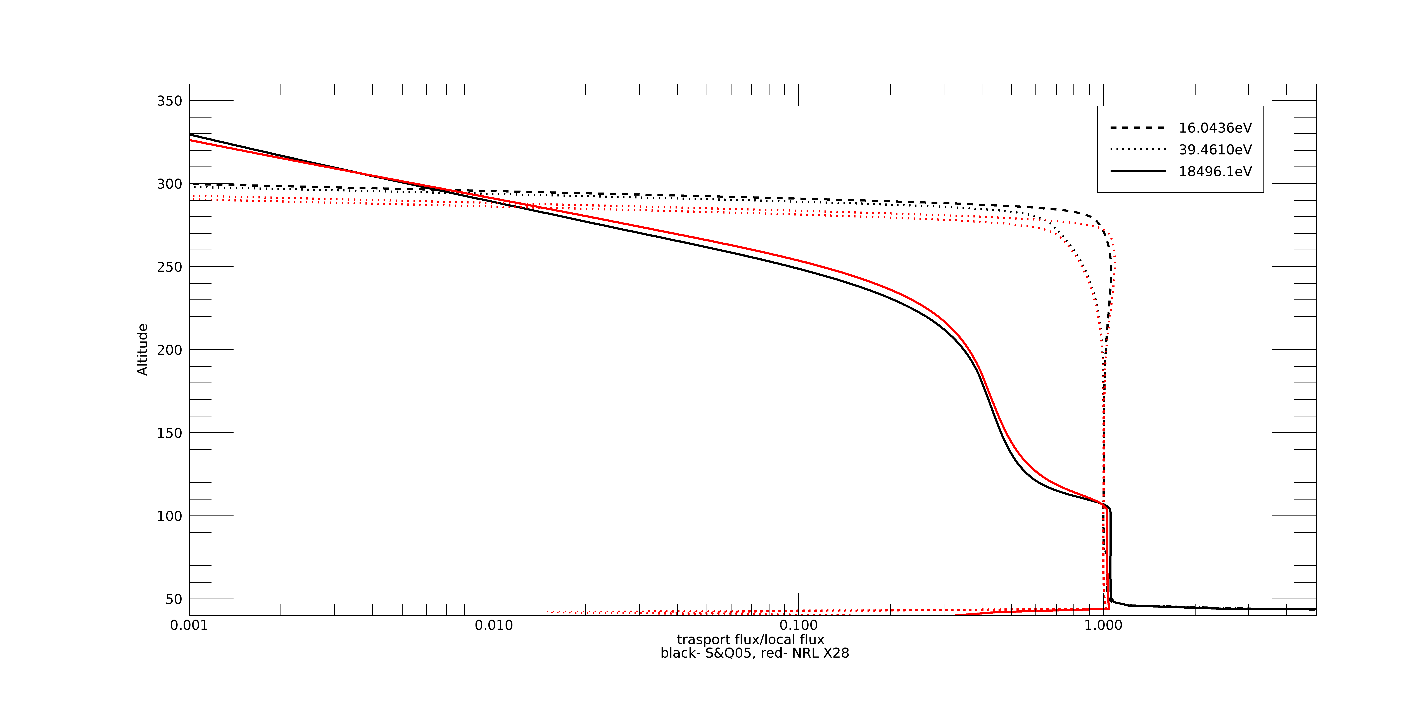 350
300
250
200
150
100
50
Altitude
16.0436eV
39.4610eV
18496.1eV
0.001 0.010 0.100 1.000
trasport flux/local flux
black- S&Q05, red- NRL X28